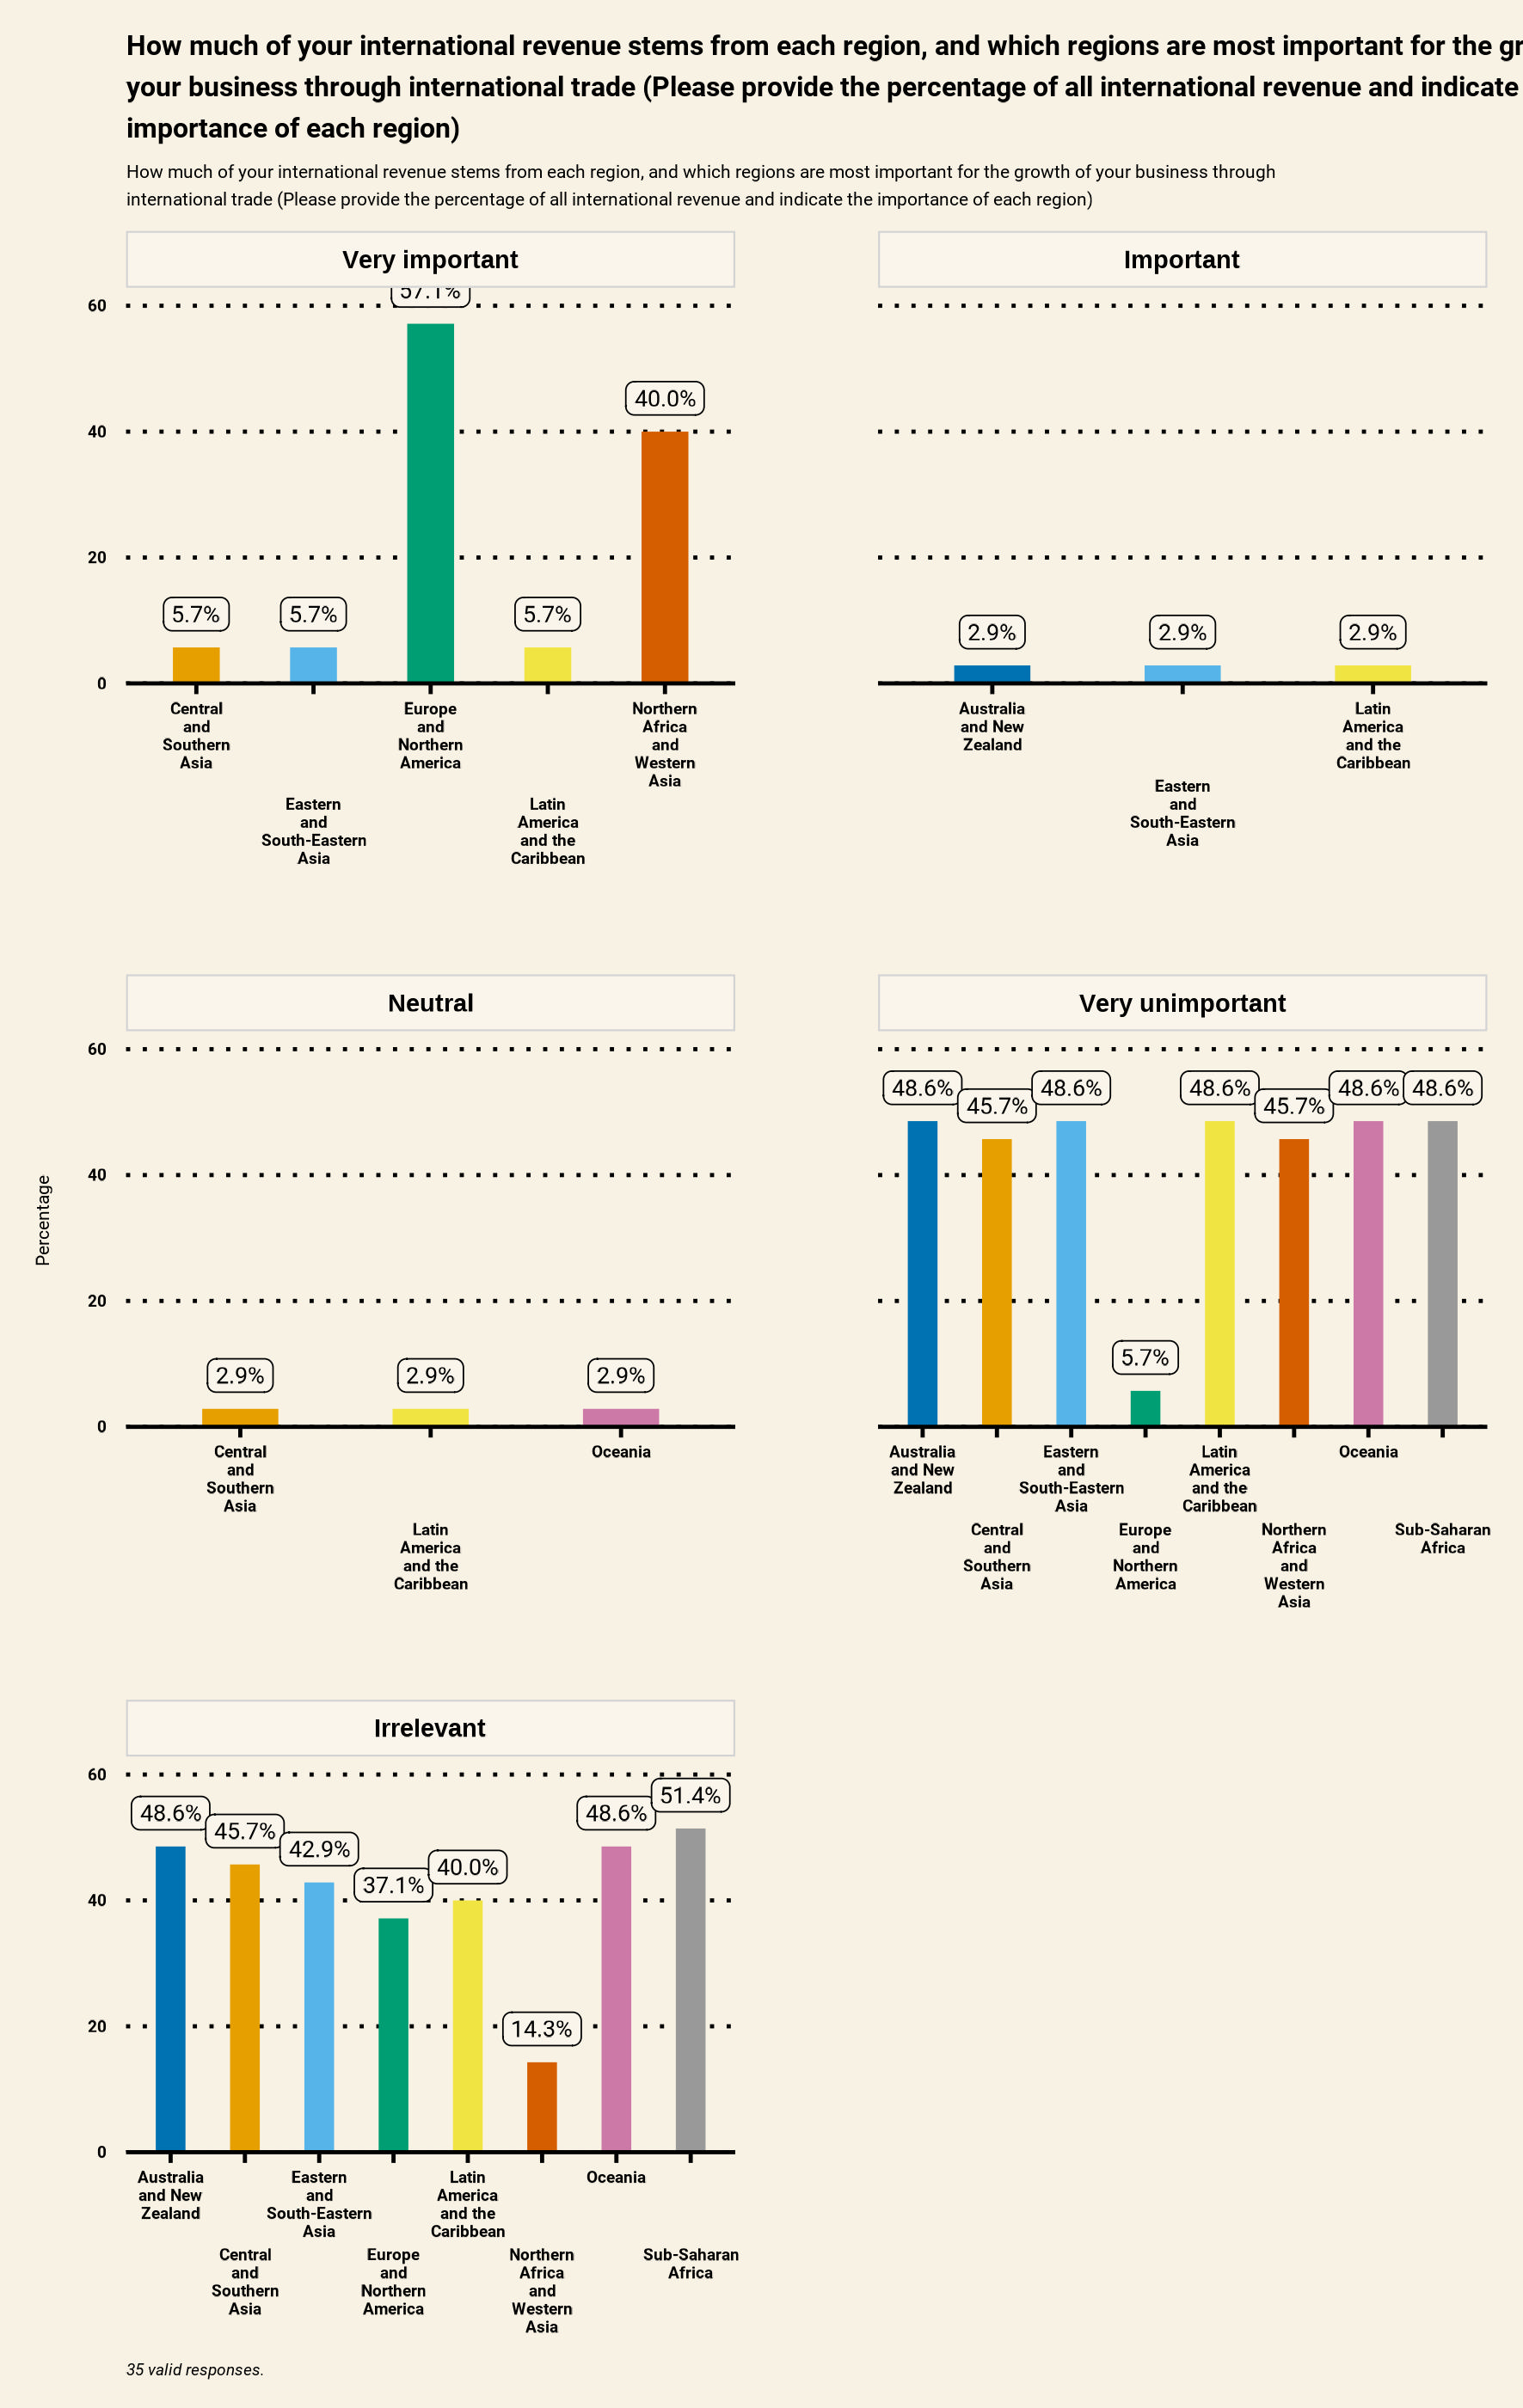 How much of your international revenue stems from each region, and which regions are most important for the
your business through international trade (Please provide the percentage of all international revenue and indicate
importance of each region)
How much of your international revenue stems from each region, and which regions are most important for the growth of your business through
international trade (Please provide the percentage of all international revenue and indicate the importance of each region)
Very important
57.1%
60
40.0%
40
20
5.7%
5.7%
5.7%
0
Central
and
Southern
Asia
Eastern
and
South-Eastern
Asia
Europe
and
Northern
America
Latin
America
and the
Caribbean
Northern
Africa
and
Western
Asia
Important
2.9%
2.9%
2.9%
Australia
and New
Zealand
Eastern
and
South-Eastern
Asia
Latin
America
and the
Caribbean
Percentage
Neutral
60
40
20
2.9%
2.9%
2.9%
0
Central
and
Southern
Asia
Latin
America
and the
Caribbean
Oceania
Very unimportant
48.6%
45.7%
48.6%
5.7%
48.6%
45.7%
48.6%
48.6%
Australia
and New
Zealand
Central
and
Southern
Asia
Eastern
and
South-Eastern
Asia
Europe
and
Northern
America
Latin
America
and the
Caribbean
Northern
Africa
and
Western
Asia
Oceania
Sub-Saharan
Africa
Irrelevant
60
40
20
0
48.6%
45.7%
42.9%
37.1%
40.0%
14.3%
48.6%
51.4%
Australia
and New
Zealand
Central
and
Southern
Asia
Eastern
and
South-Eastern
Asia
Europe
and
Northern
America
Latin
America
and the
Caribbean
Northern
Africa
and
Western
Asia
Oceania
Sub-Saharan
Africa
35 valid responses.